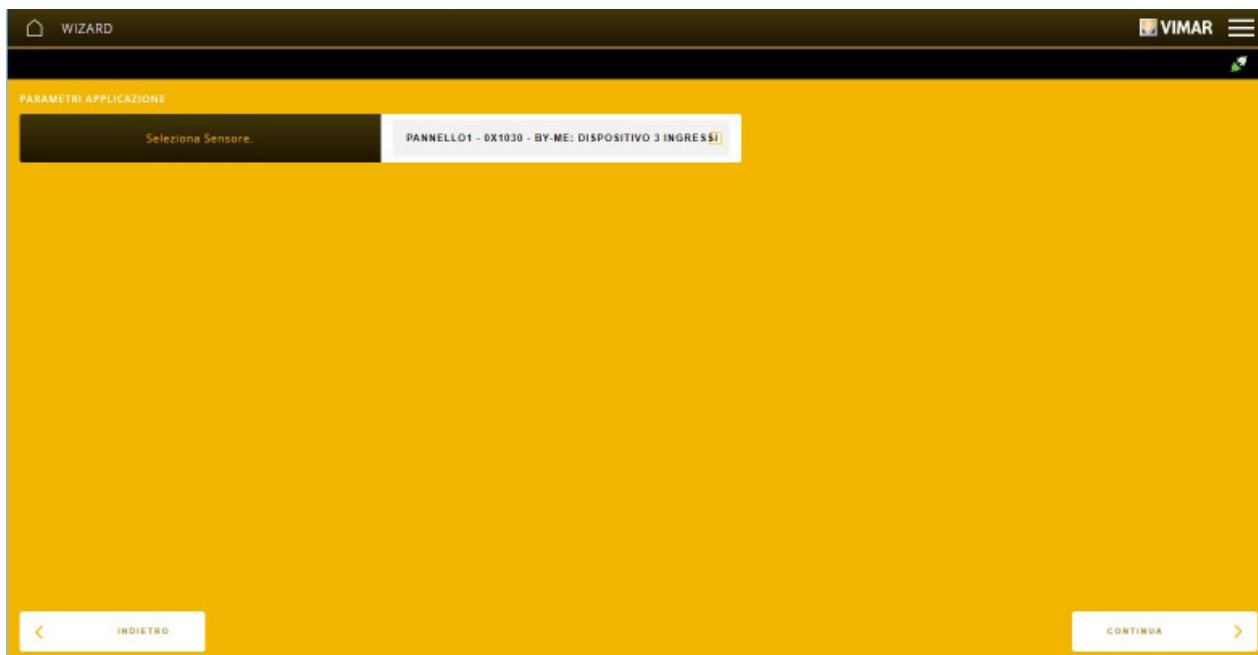 WIZARD
VIMAR
PARAMETRI APPLICAZIONE
Seleziona Sensore.
PANNELLO1 - 0X1030 - BY-ME: DISPOSITIVO 3 INGRESSI
INDIETRO
CONTINUA